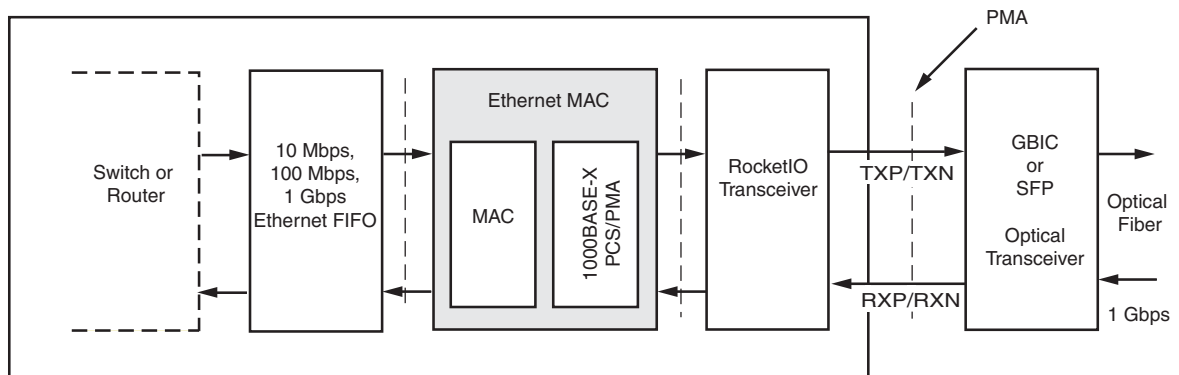 PMA
Switch or
Router
10 Mbps,
100 Mbps,
1 Gbps
Ethernet FIFO
Ethernet MAC
MAC
1000BASE-X
PCS/PMA
RocketIO
Transceiver
TXP/TXN
RXP/RXN
GBIC
or
SFP
Optical
Transceiver
Optical
Fiber
1 Gbps